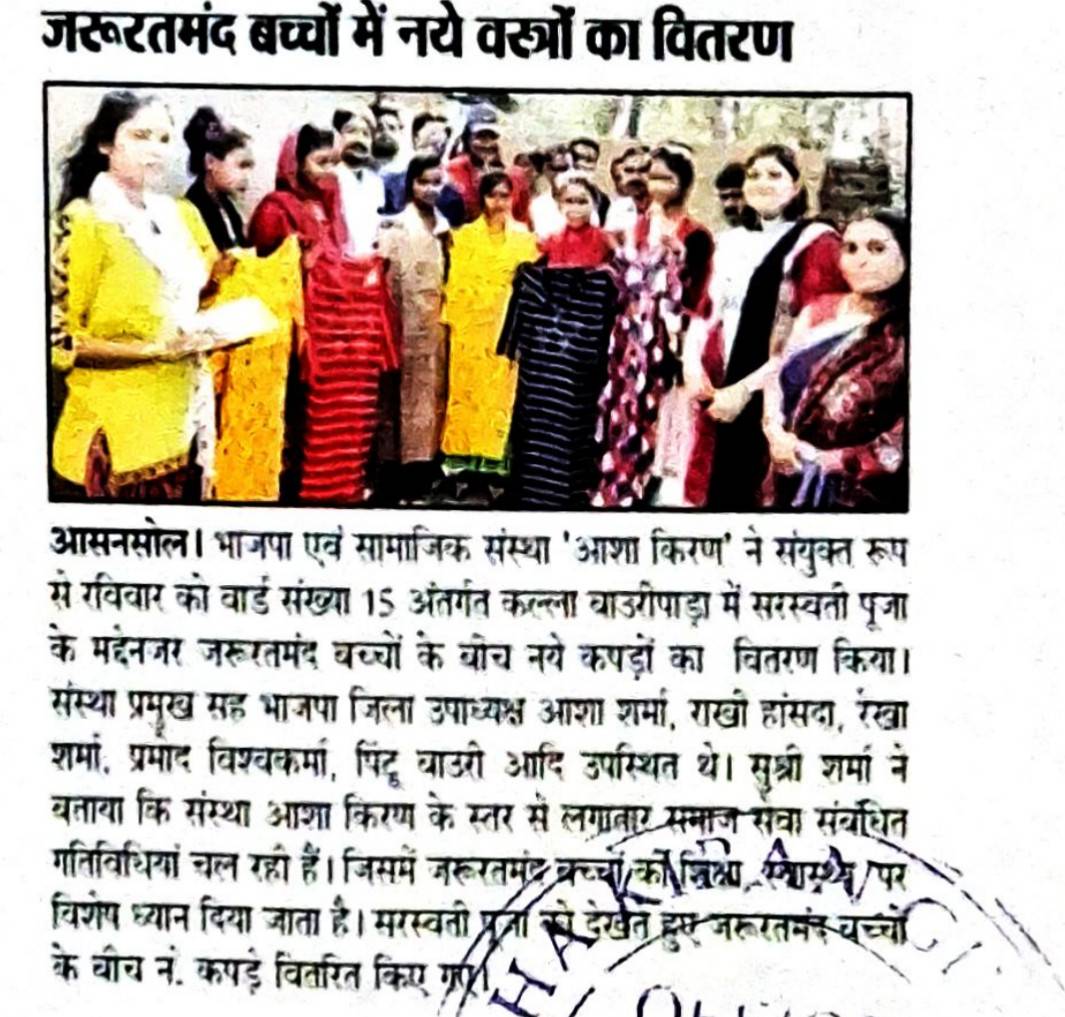 जरूरतमंद बच्चों में नये वस्त्रों का वितरण
आसनसोल। भाजपा एवं सामाजिक संस्था 'आशा किरण' ने संयुक्त रूप
से रविवार को वार्ड संख्या 15 अंतर्गत कल्ला बाउरीपाड़ा में सरस्वती पूजा
के मद्देनजर जरूरतमंद बच्चों के बीच नये कपड़ों का वितरण किया।
संस्था प्रमुख सह भाजपा जिला उपाध्यक्ष आशा शर्मा, राखी हांसदा, रेखा
शर्मा, प्रमोद विश्वकर्मा, पिंटू बाउरी आदि उपस्थित थे। सुश्री शर्मा ने
बताया कि संस्था आशा किरण के स्तर से लगातार समाज सेवा संबंधित
गतिविधियां चल रही हैं। जिसमें जरूरतमंद बच्चों की शिक्षा, स्वास्थ्य पर
विशेष ध्यान दिया जाता है। सरस्वती पूजा को देखते हुए जरूरतमंद बच्चों
के बीच नं. कपड़े वितरित किए गए।